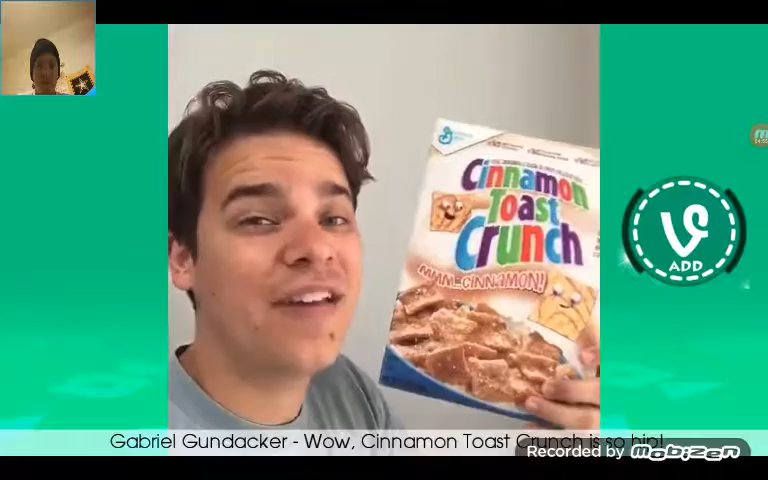 Cinnamon
Toast
Crunch
MMM...CINNAMON!
ADD
Gabriel Gundacker - Wow, Cinnamon Toast Crunch is so hip!
Recorded by mobizen